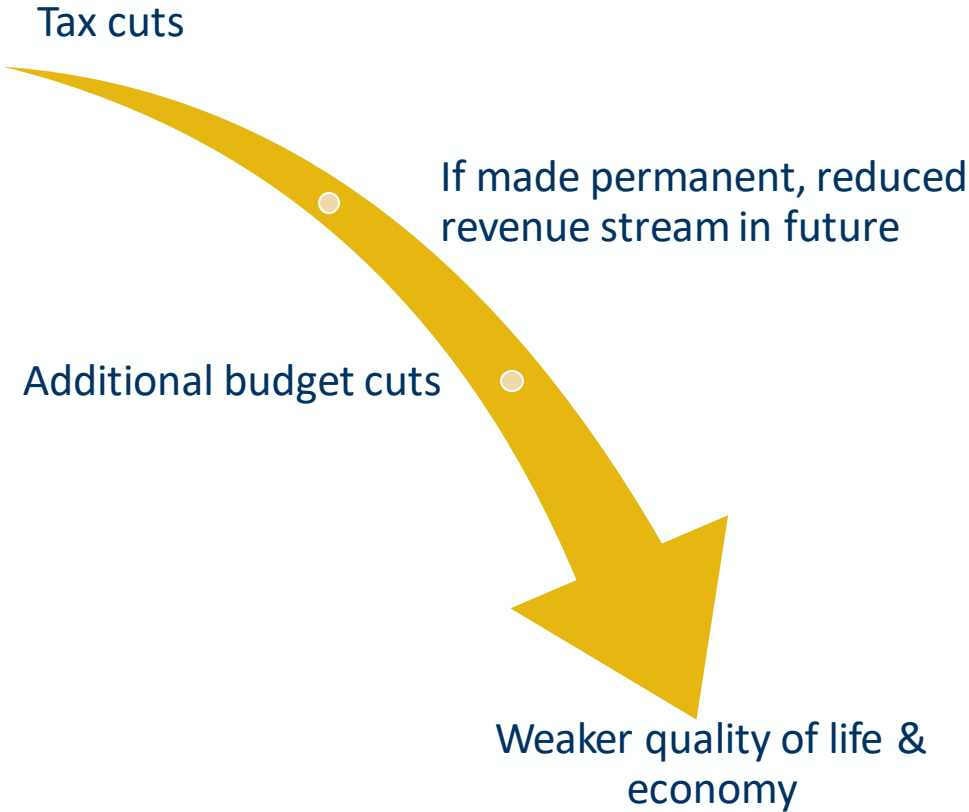 Tax cuts
If made permanent, reduced
revenue stream in future
Additional budget cuts
Weaker quality of life &
economy